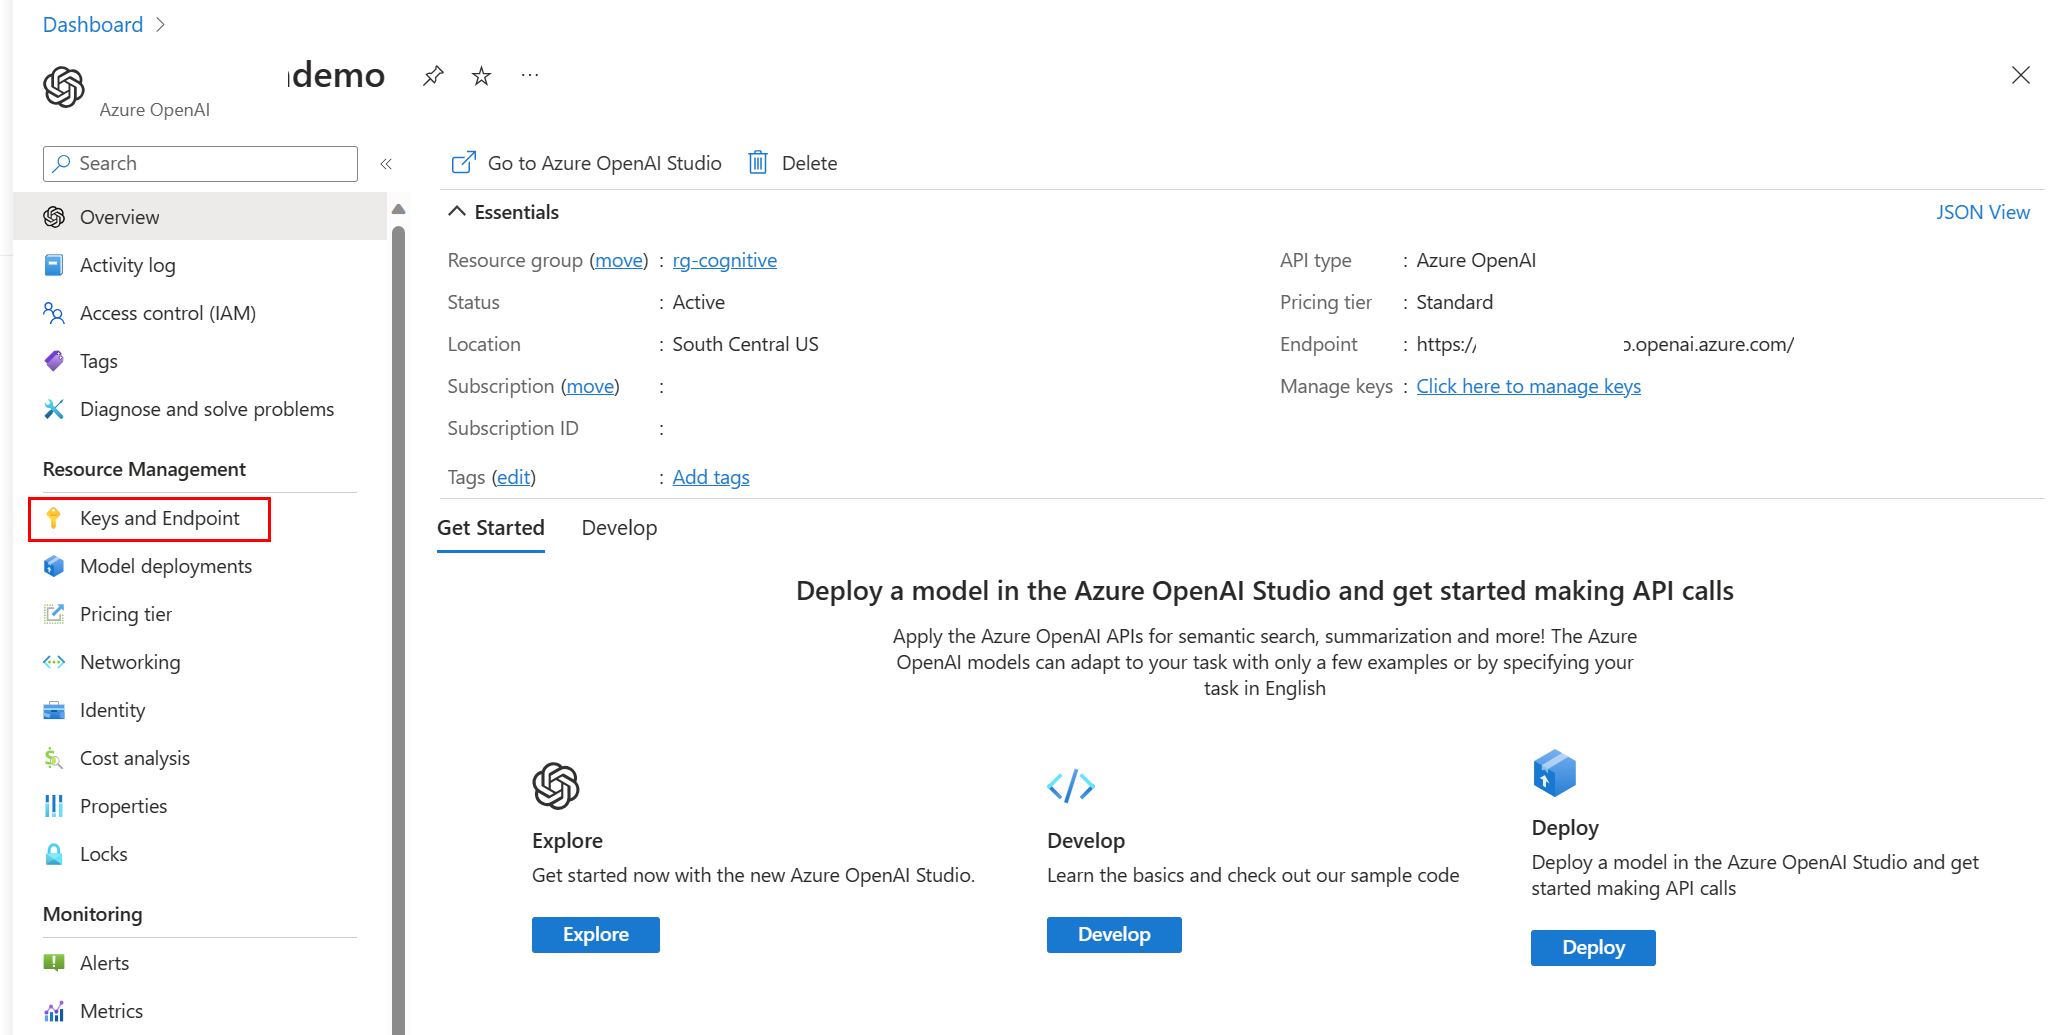 Dashboard
demo
Azure OpenAI
Search
Go to Azure OpenAI Studio
Delete
Overview
Activity log
Access control (IAM)
Tags
Diagnose and solve problems
Resource Management
Keys and Endpoint
Model deployments
Pricing tier
Networking
Identity
Cost analysis
Properties
Locks
Monitoring
Alerts
Metrics
Essentials
JSON View
Resource group (move) : rg-cognitive
Status : Active
Location : South Central US
Subscription (move) :
Subscription ID :
Tags (edit) : Add tags
API type : Azure OpenAI
Pricing tier : Standard
Endpoint : https:// .openai.azure.com/
Manage keys : Click here to manage keys
Get Started
Develop
Deploy a model in the Azure OpenAI Studio and get started making API calls
Apply the Azure OpenAI APIs for semantic search, summarization and more! The Azure
OpenAI models can adapt to your task with only a few examples or by specifying your
task in English
Explore
Get started now with the new Azure OpenAI Studio.
Explore
Develop
Learn the basics and check out our sample code
Develop
Deploy
Deploy a model in the Azure OpenAI Studio and get
started making API calls
Deploy